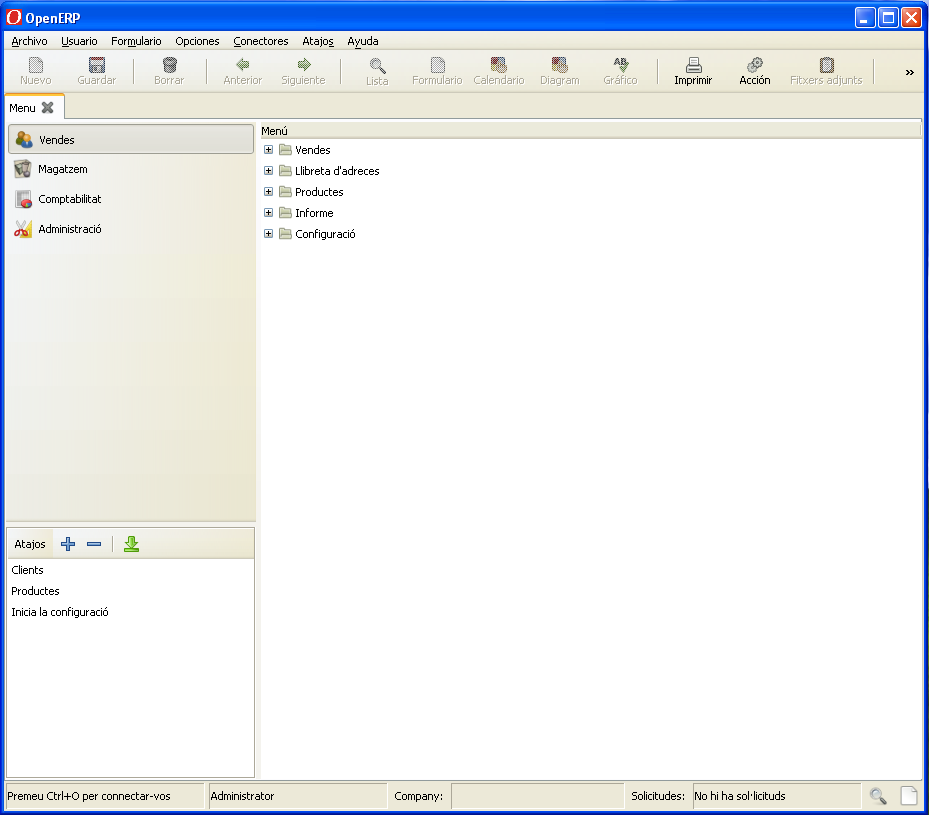 OpenERP
Archivo Usuario Formulario Opciones Conectores Atajos Ayuda
Nuevo Guardar Borrar Anterior Siguiente Lista Formulario Calendario Diagram Gráfico Imprimir Acción Fitxers adjunts »
Menu
Vendes
Magatzem
Comptabilitat
Administració
Menú
Vendes
Llibreta d'adreces
Productes
Informe
Configuració
Atajos
Clients
Productes
Inicia la configuració
Premeu Ctrl+O per connectar-vos Administrator Company: Solicitudes: No hi ha sol·licituds